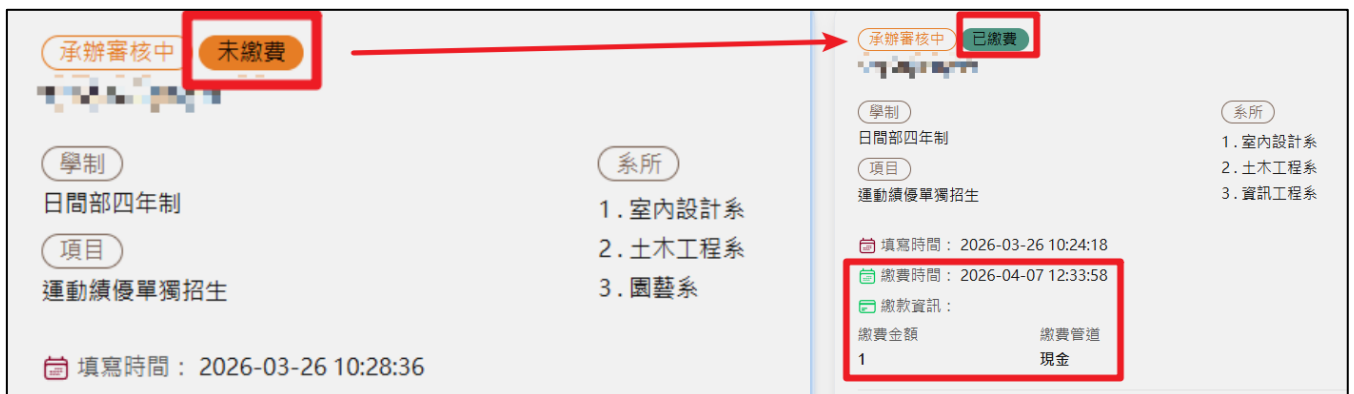 承辦審核中 未繳費
學制
日間部四年制
項目
運動績優單獨招生
系所
1.室內設計系
2.土木工程系
3.園藝系
填寫時間： 2026-03-26 10:28:36
承辦審核中 已繳費
學制
日間部四年制
項目
運動績優單獨招生
系所
1.室內設計系
2.土木工程系
3.資訊工程系
填寫時間： 2026-03-26 10:24:18
繳費時間： 2026-04-07 12:33:58
繳款資訊：
繳費金額 繳費管道
1 現金